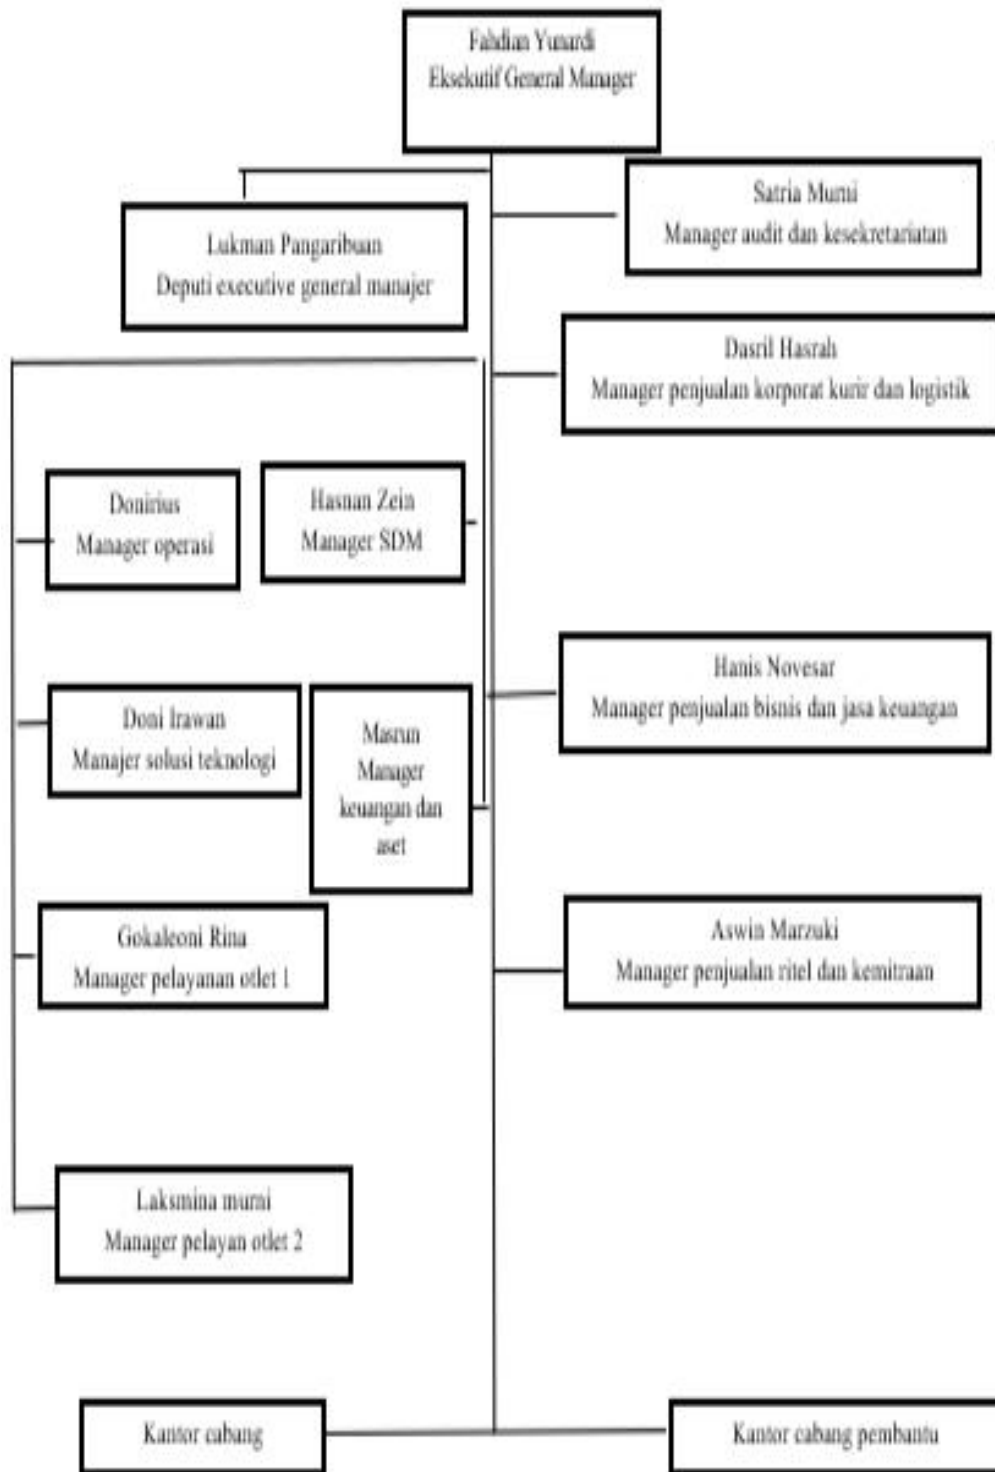 Fahdian Yunardi
Eksekutif General Manager
Satria Murni
Manager audit dan kesekretariatan
Lukman Pangaribuan
Deputi executive general manajer
Dasril Hasrah
Manager penjualan korporat kurir dan logistik
Donirius
Manager operasi
Hasnan Zein
Manager SDM
Hanis Novesar
Manager penjualan bisnis dan jasa keuangan
Doni Irawan
Manajer solusi teknologi
Masrun
Manager
keuangan dan
aset
Gokaleoni Rina
Manager pelayanan otlet 1
Aswin Marzuki
Manager penjualan ritel dan kemitraan
Laksmina murni
Manager pelayan otlet 2
Kantor cabang
Kantor cabang pembantu